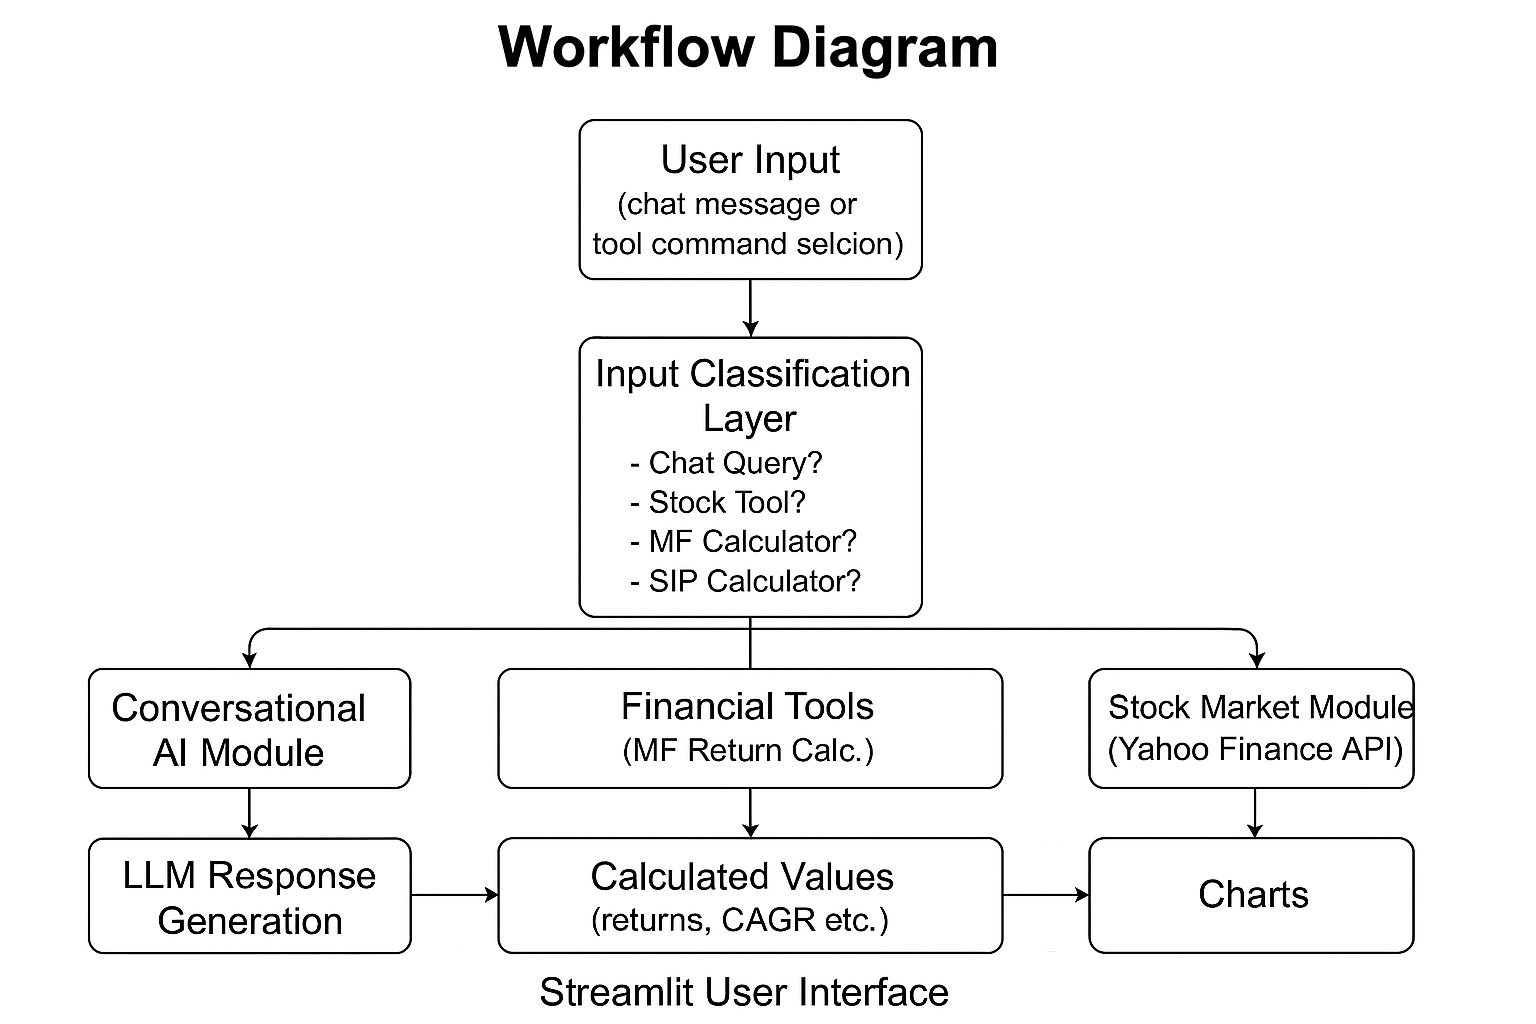 Workflow Diagram
User Input
(chat message or
tool command selcion)
Input Classification
Layer
- Chat Query?
- Stock Tool?
- MF Calculator?
- SIP Calculator?
Conversational
AI Module
Financial Tools
(MF Return Calc.)
Stock Market Module
(Yahoo Finance API)
LLM Response
Generation
Calculated Values
(returns, CAGR etc.)
Charts
Streamlit User Interface